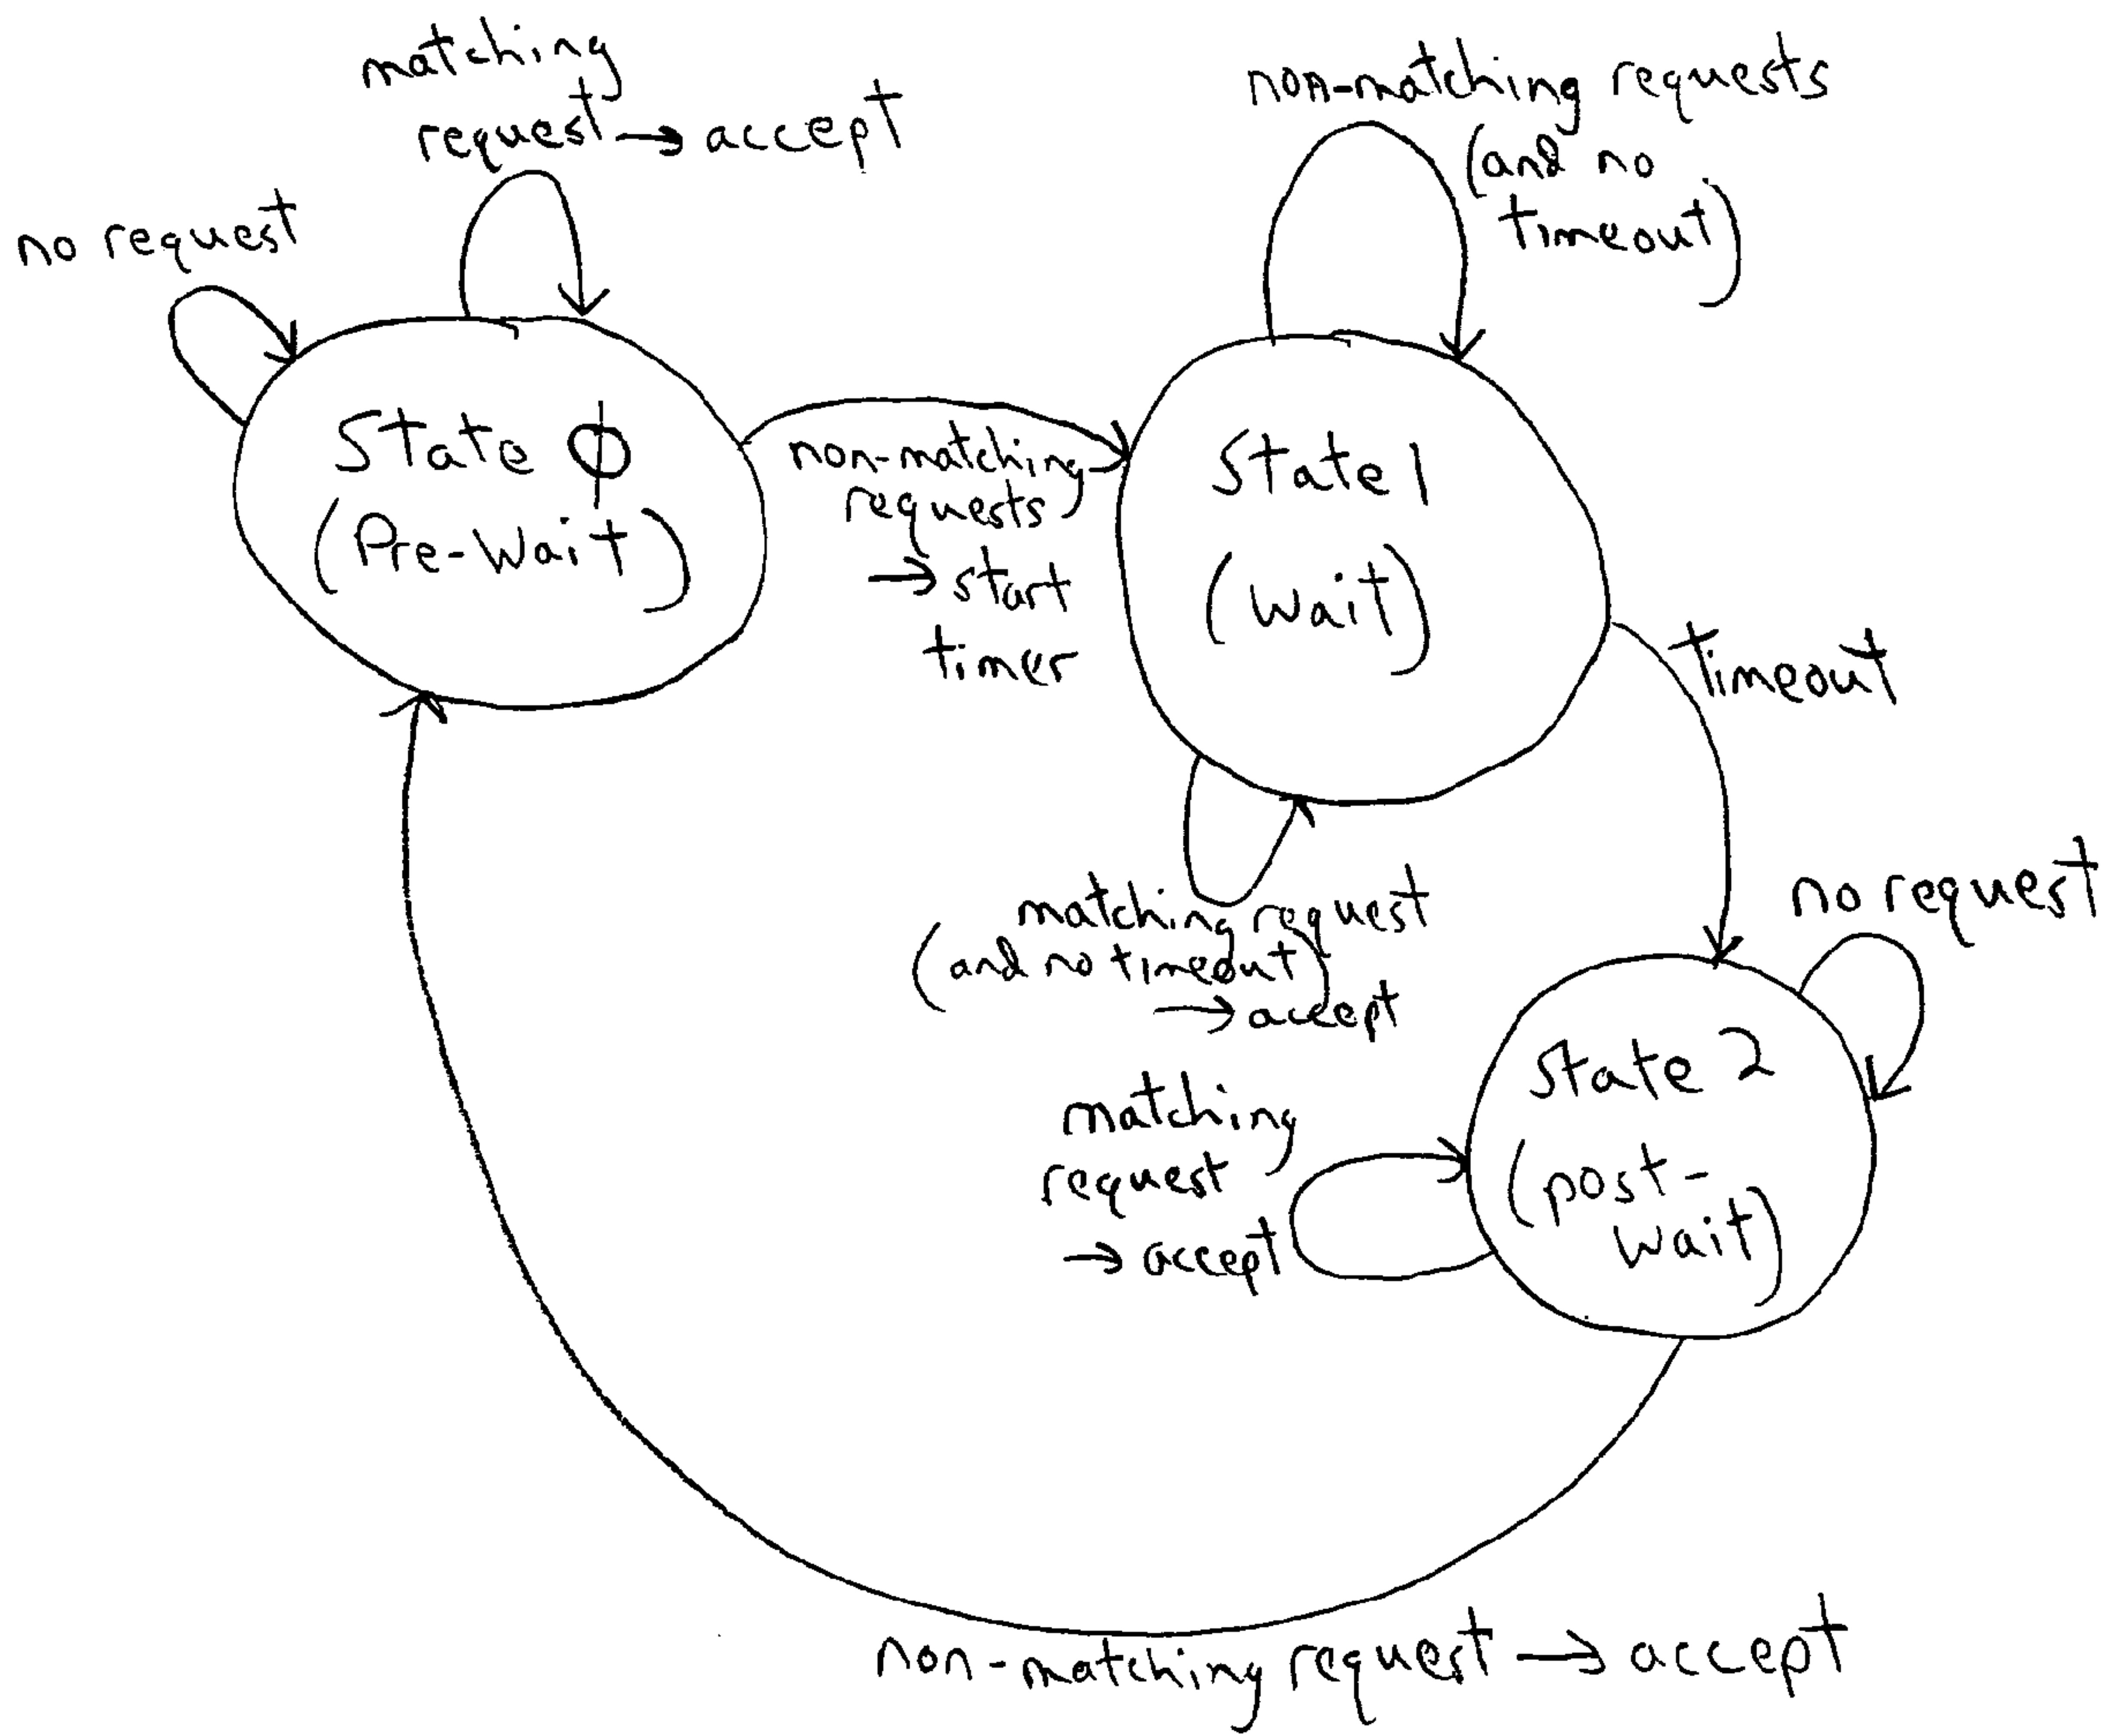 matching
request → accept
no request
State ϕ
(Pre-Wait)
non-matching requests
(and no
timeout)
non-matching
requests
→ start
timer
State 1
(Wait)
timeout
matching request
(and no timeout)
→ accept
no request
State 2
(post-
Wait)
matching
request
→ accept
non-matching request → accept